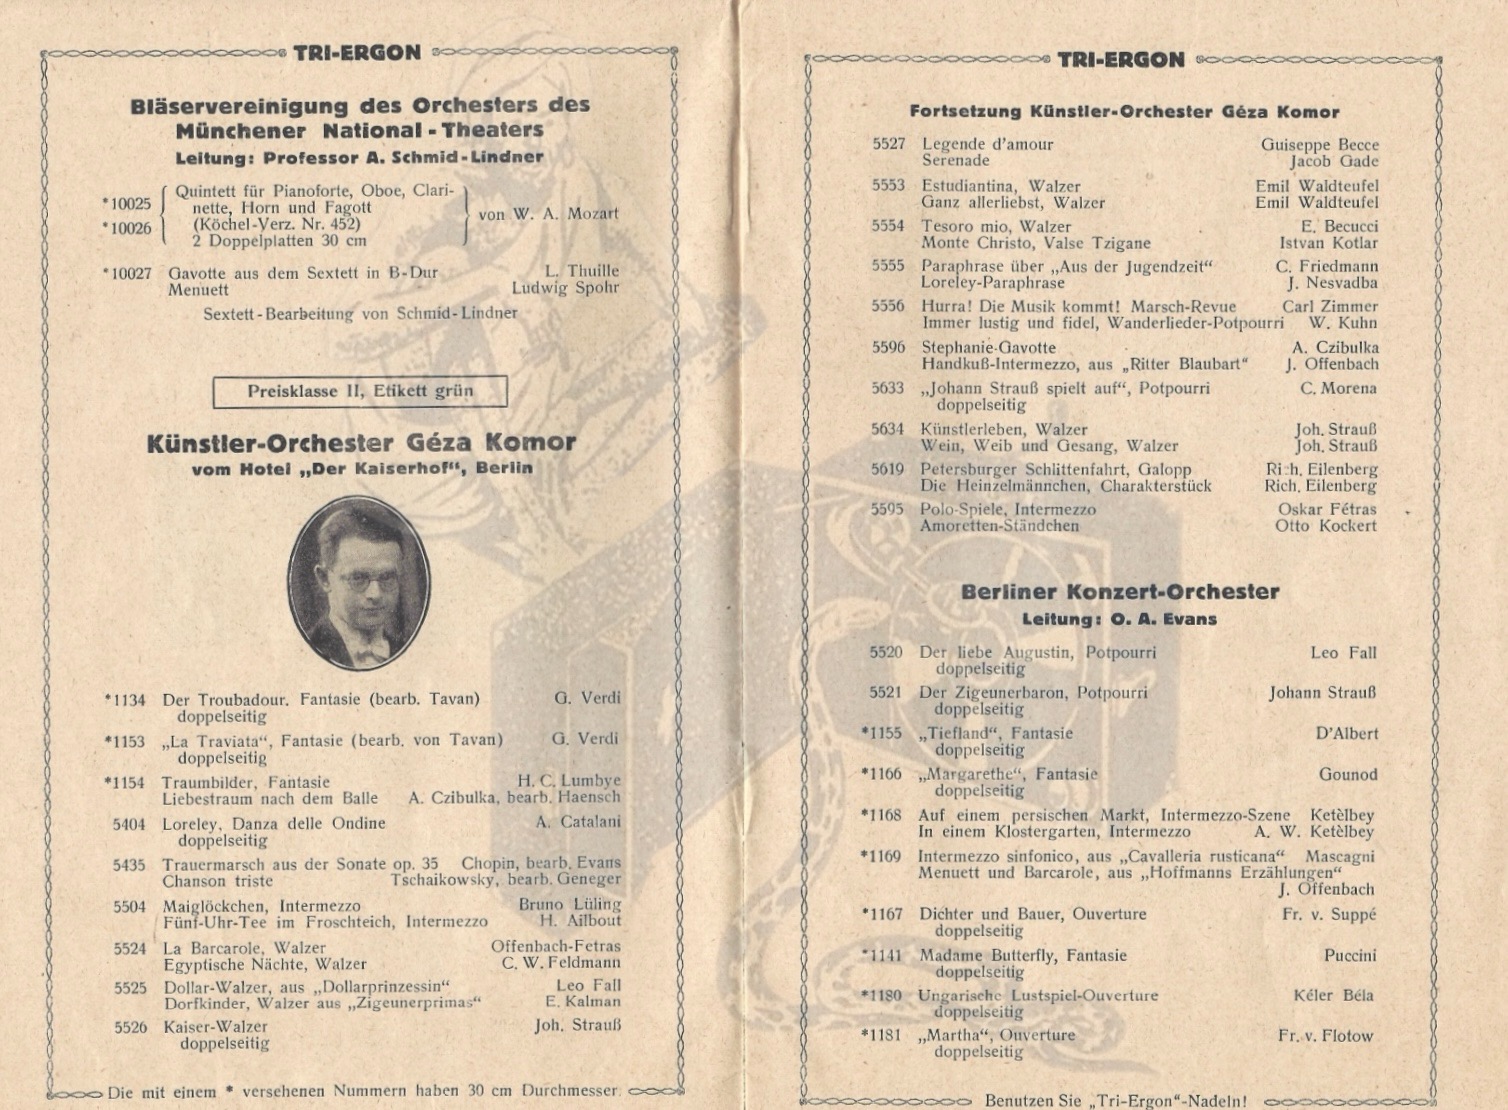 TRI-ERGON
Bläservereinigung des Orchesters des
Münchener National-Theaters
Leitung: Professor A. Schmid-Lindner
*10025
*10026
Quintett für Pianoforte, Oboe, Clari-
nette, Horn und Fagott
(Köchel-Verz. Nr. 452)
2 Doppelplatten 30 cm
von W. A. Mozart
*10027 Gavotte aus dem Sextett in B-Dur L. Thuille
Menuett Ludwig Spohr
Sextett-Bearbeitung von Schmid-Lindner
Preisklasse II, Etikett grün
Künstler-Orchester Géza Komor
vom Hotel „Der Kaiserhof“, Berlin
*1134 Der Troubadour. Fantasie (bearb. Tavan) G. Verdi
doppelseitig
*1153 „La Traviata“, Fantasie (bearb. von Tavan) G. Verdi
doppelseitig
*1154 Traumbilder, Fantasie H. C. Lumbye
Liebestraum nach dem Balle A. Czibulka, bearb. Haensch
5404 Loreley, Danza delle Ondine A. Catalani
doppelseitig
5435 Trauermarsch aus der Sonate op. 35 Chopin, bearb. Evans
Chanson triste Tschaikowsky, bearb. Geneger
5504 Maiglöckchen, Intermezzo Bruno Lüling
Fünf-Uhr-Tee im Froschteich, Intermezzo H. Ailbout
5524 La Barcarole, Walzer Offenbach-Fetras
Egyptische Nächte, Walzer C. W. Feldmann
5525 Dollar-Walzer, aus „Dollarprinzessin“ Leo Fall
Dorfkinder, Walzer aus „Zigeunerprimas“ E. Kalman
5526 Kaiser-Walzer Joh. Strauß
doppelseitig
Die mit einem * versehenen Nummern haben 30 cm Durchmesser.
TRI-ERGON
Fortsetzung Künstler-Orchester Géza Komor
5527 Legende d'amour Guiseppe Becce
Serenade Jacob Gade
5553 Estudiantina, Walzer Emil Waldteufel
Ganz allerliebst, Walzer Emil Waldteufel
5554 Tesoro mio, Walzer E. Becucci
Monte Christo, Valse Tzigane Istvan Kotlar
5555 Paraphrase über „Aus der Jugendzeit“ C. Friedmann
Loreley-Paraphrase J. Nesvadba
5556 Hurra! Die Musik kommt! Marsch-Revue Carl Zimmer
Immer lustig und fidel, Wanderlieder-Potpourri W. Kuhn
5596 Stephanie-Gavotte A. Czibulka
Handkuß-Intermezzo, aus „Ritter Blaubart“ J. Offenbach
5633 „Johann Strauß spielt auf“, Potpourri C. Morena
doppelseitig
5634 Künstlerleben, Walzer Joh. Strauß
Wein, Weib und Gesang, Walzer Joh. Strauß
5619 Petersburger Schlittenfahrt, Galopp Rich. Eilenberg
Die Heinzelmännchen, Charakterstück Rich. Eilenberg
5595 Polo-Spiele, Intermezzo Oskar Fétras
Amoretten-Ständchen Otto Kockert
Berliner Konzert-Orchester
Leitung: O. A. Evans
5520 Der liebe Augustin, Potpourri Leo Fall
doppelseitig
5521 Der Zigeunerbaron, Potpourri Johann Strauß
doppelseitig
*1155 „Tiefland“, Fantasie D'Albert
doppelseitig
*1166 „Margarethe“, Fantasie Gounod
doppelseitig
*1168 Auf einem persischen Markt, Intermezzo-Szene Ketèlbey
In einem Klostergarten, Intermezzo A. W. Ketèlbey
*1169 Intermezzo sinfonico, aus „Cavalleria rusticana“ Mascagni
Menuett und Barcarole, aus „Hoffmanns Erzählungen“
J. Offenbach
*1167 Dichter und Bauer, Ouverture Fr. v. Suppé
doppelseitig
*1141 Madame Butterfly, Fantasie Puccini
doppelseitig
*1180 Ungarische Lustspiel-Ouverture Kéler Béla
doppelseitig
*1181 „Martha“, Ouverture Fr. v. Flotow
doppelseitig
Benutzen Sie „Tri-Ergon“-Nadeln!